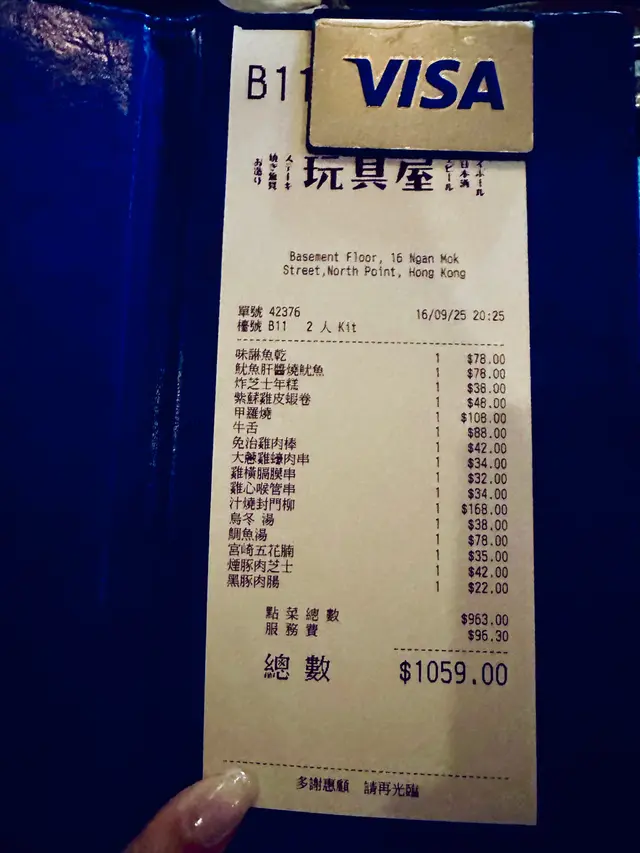 B11
VISA
玩具屋
Basement Floor, 16 Ngan Mok
Street,North Point, Hong Kong
單號 42376 16/09/25 20:25
檯號 B11 2 人 Kit
味醂魚乾 1 $78.00
魷魚肝醬燒魷魚 1 $78.00
炸芝士年糕 1 $38.00
紫蘇雞皮蝦卷 1 $48.00
甲羅燒 1 $108.00
牛舌 1 $88.00
免治雞肉棒 1 $42.00
大蔥雞蠔肉串 1 $34.00
雞橫膈膜串 1 $32.00
雞心喉管串 1 $34.00
汁燒封門柳 1 $168.00
烏冬 湯 1 $38.00
鯛魚湯 1 $78.00
宮崎五花腩 1 $35.00
煙豚肉芝士 1 $42.00
黑豚肉腸 1 $22.00
點菜總數 $963.00
服務費 $96.30
總數 $1059.00
多謝惠顧 請再光臨